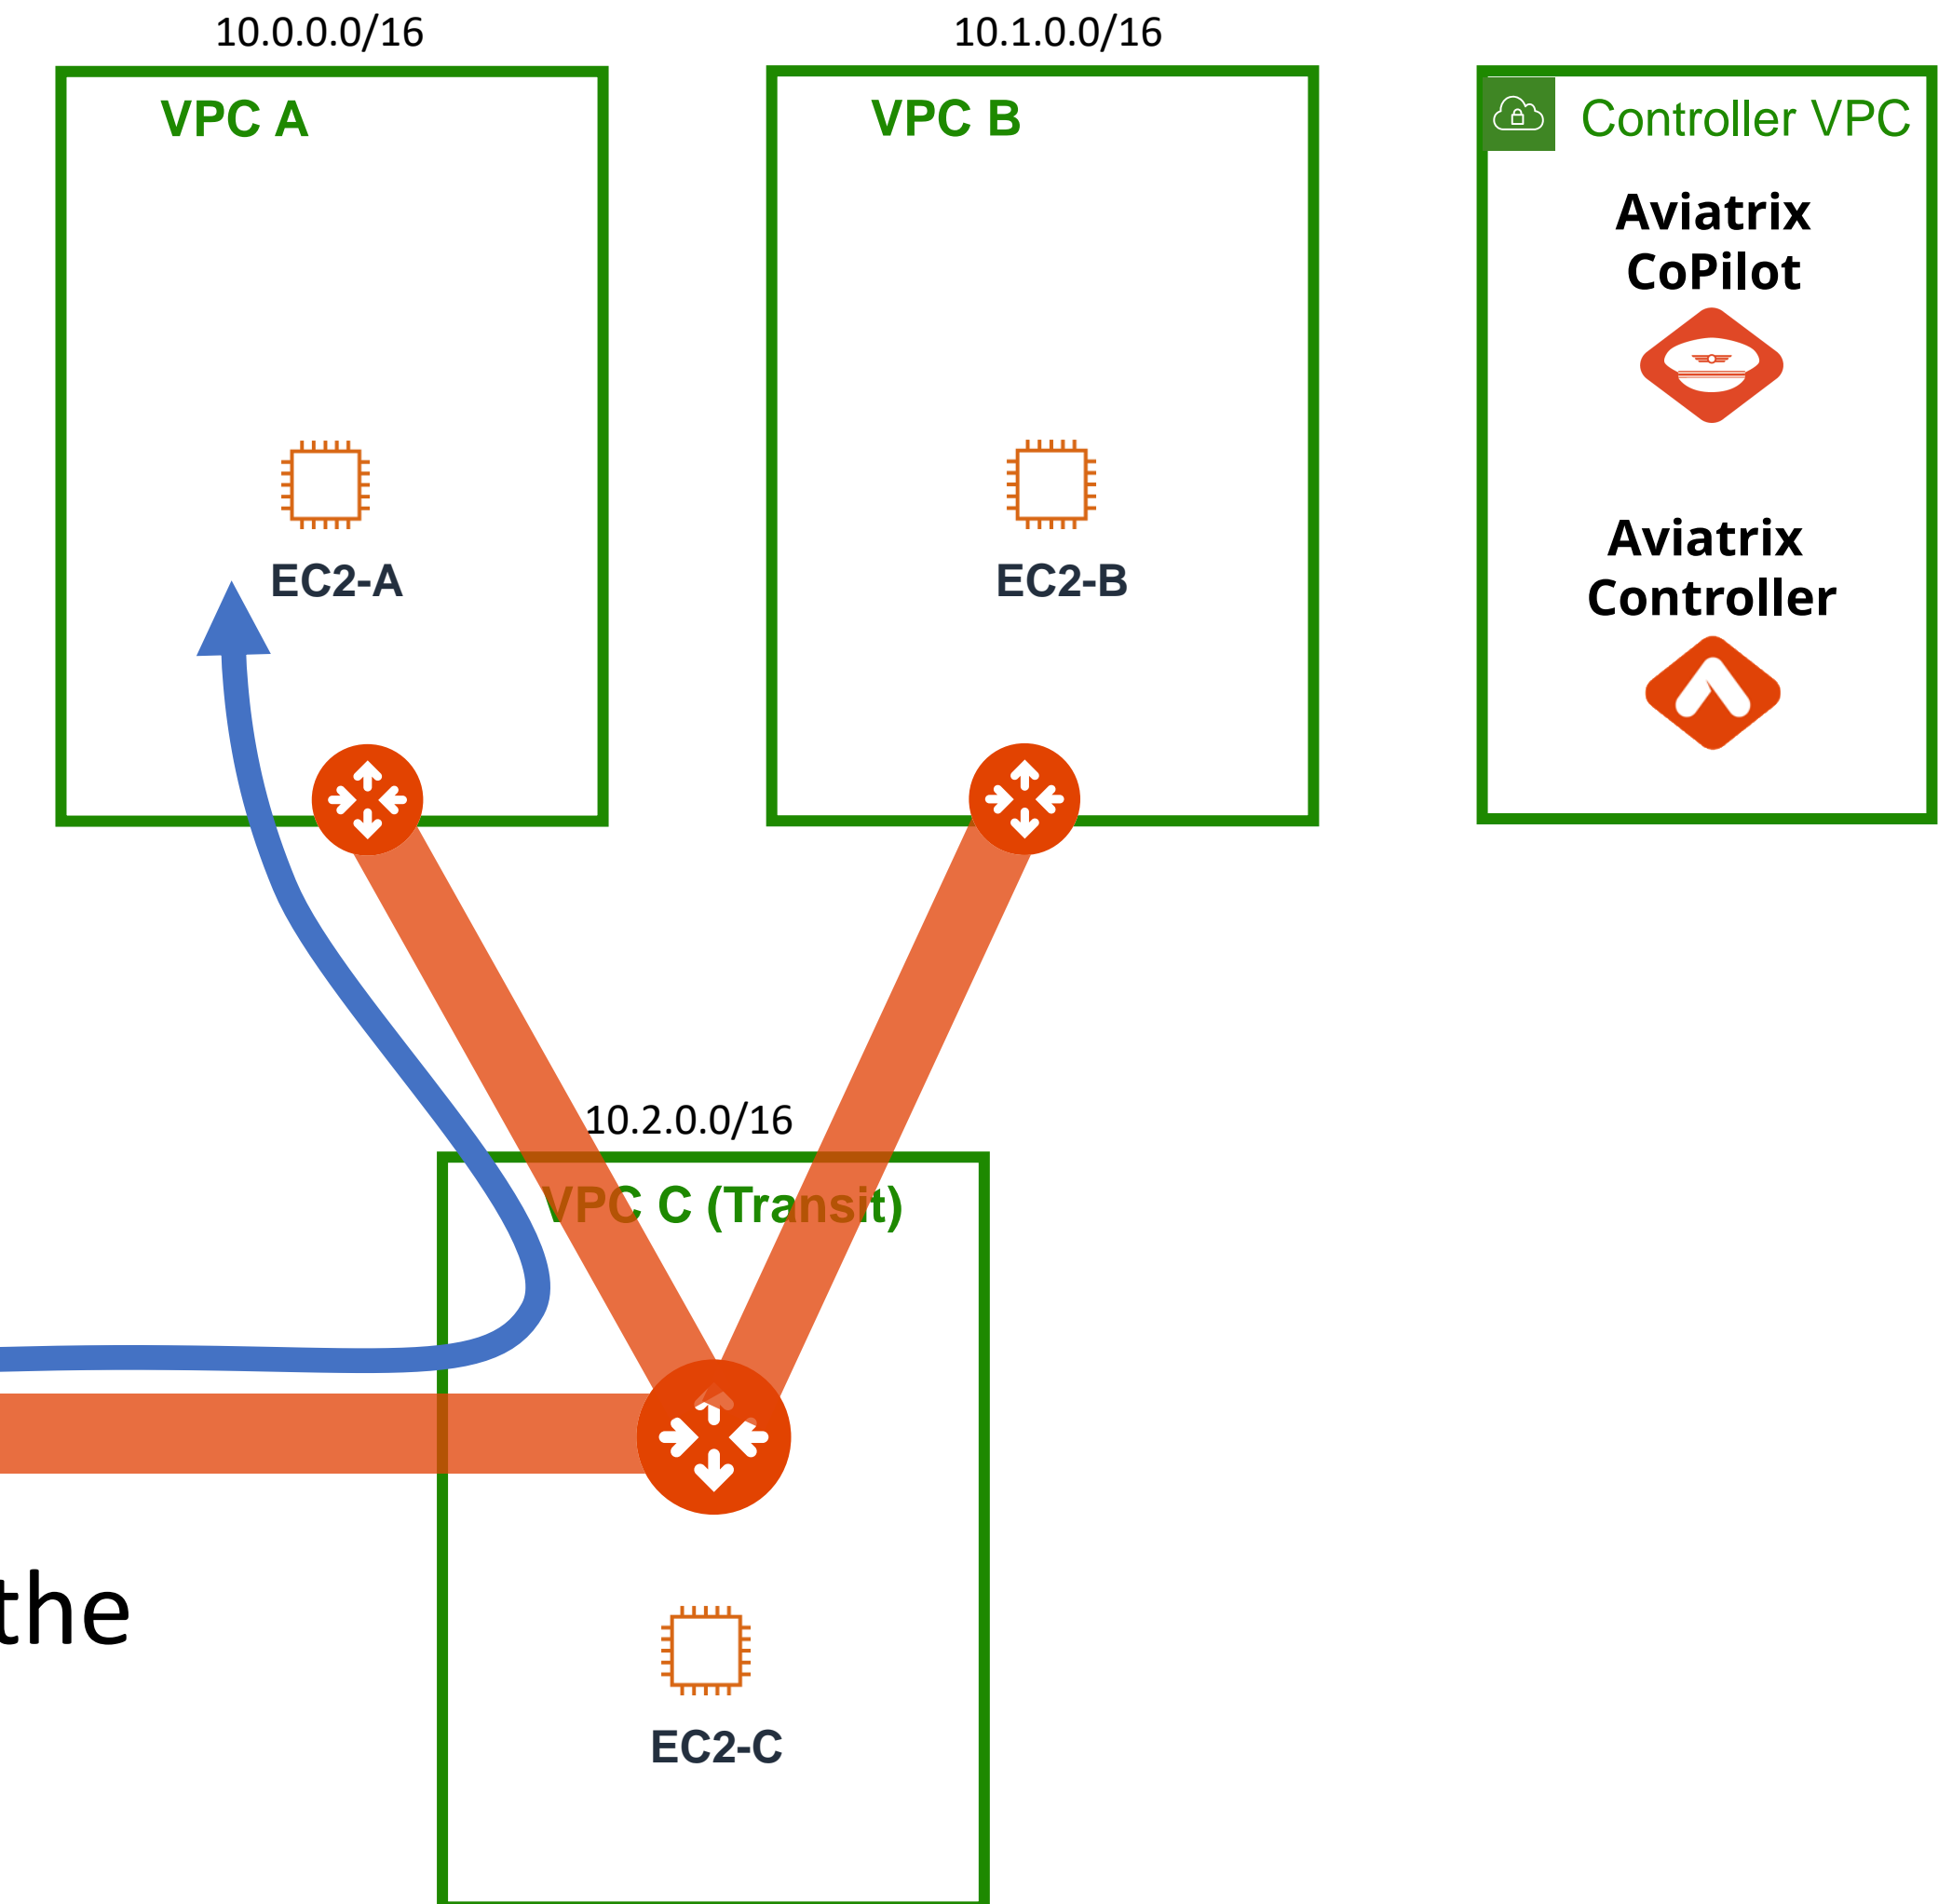 10.0.0.0/16
10.1.0.0/16
VPC A
VPC B
Controller VPC
Aviatrix
CoPilot
EC2-A
EC2-B
Aviatrix
Controller
10.2.0.0/16
VPC C (Transit)
the
EC2-C